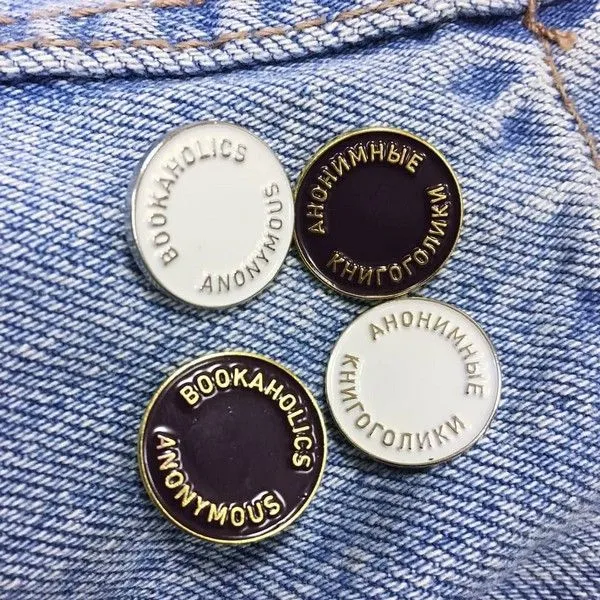 BOOKAHOLICS
ANONYMOUS
АНОНИМНЫЕ
КНИГОГОЛИКИ
АНОНИМНЫЕ
КНИГОГОЛИКИ
BOOKAHOLICS
ANONYMOUS